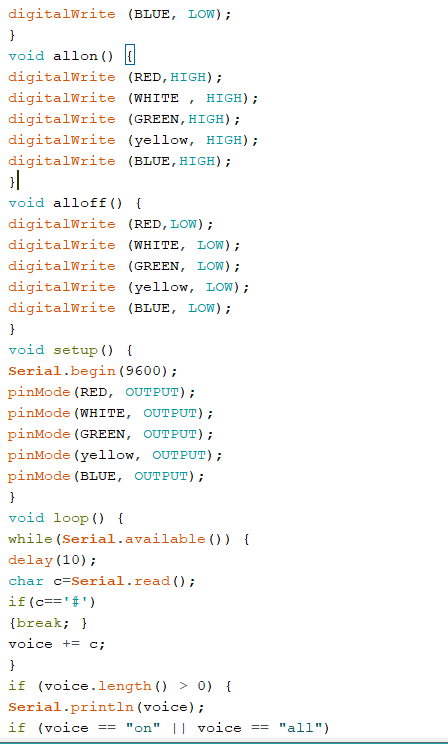 digitalWrite (BLUE, LOW);
}
void allon() {
digitalWrite (RED,HIGH);
digitalWrite (WHITE , HIGH);
digitalWrite (GREEN,HIGH);
digitalWrite (yellow, HIGH);
digitalWrite (BLUE,HIGH);
}
void alloff() {
digitalWrite (RED,LOW);
digitalWrite (WHITE, LOW);
digitalWrite (GREEN, LOW);
digitalWrite (yellow, LOW);
digitalWrite (BLUE, LOW);
}
void setup() {
Serial.begin(9600);
pinMode(RED, OUTPUT);
pinMode(WHITE, OUTPUT);
pinMode(GREEN, OUTPUT);
pinMode(yellow, OUTPUT);
pinMode(BLUE, OUTPUT);
}
void loop() {
while(Serial.available()) {
delay(10);
char c=Serial.read();
if(c=='#')
{break; }
voice += c;
}
if (voice.length() > 0) {
Serial.println(voice);
if (voice == "on" || voice == "all")